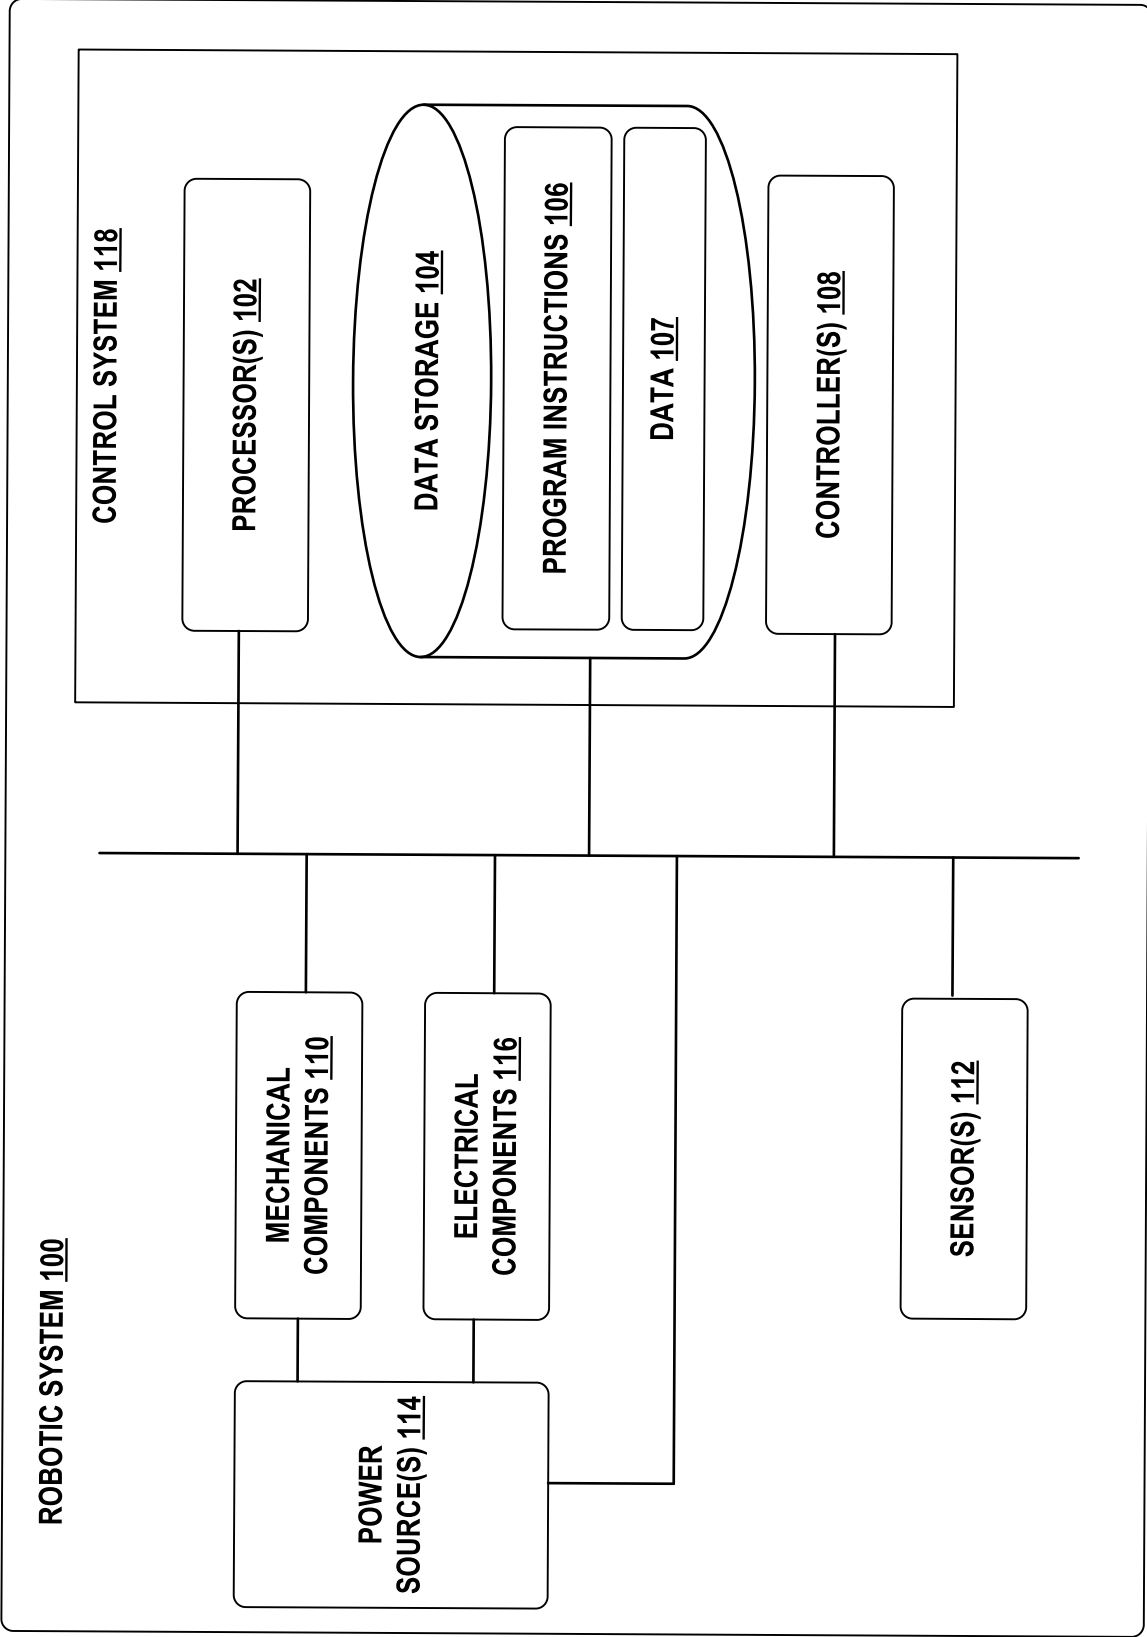 ROBOTIC SYSTEM 100
CONTROL SYSTEM 118
POWER
SOURCE(S) 114
MECHANICAL
COMPONENTS 110
ELECTRICAL
COMPONENTS 116
SENSOR(S) 112
PROCESSOR(S) 102
DATA STORAGE 104
PROGRAM INSTRUCTIONS 106
DATA 107
CONTROLLER(S) 108